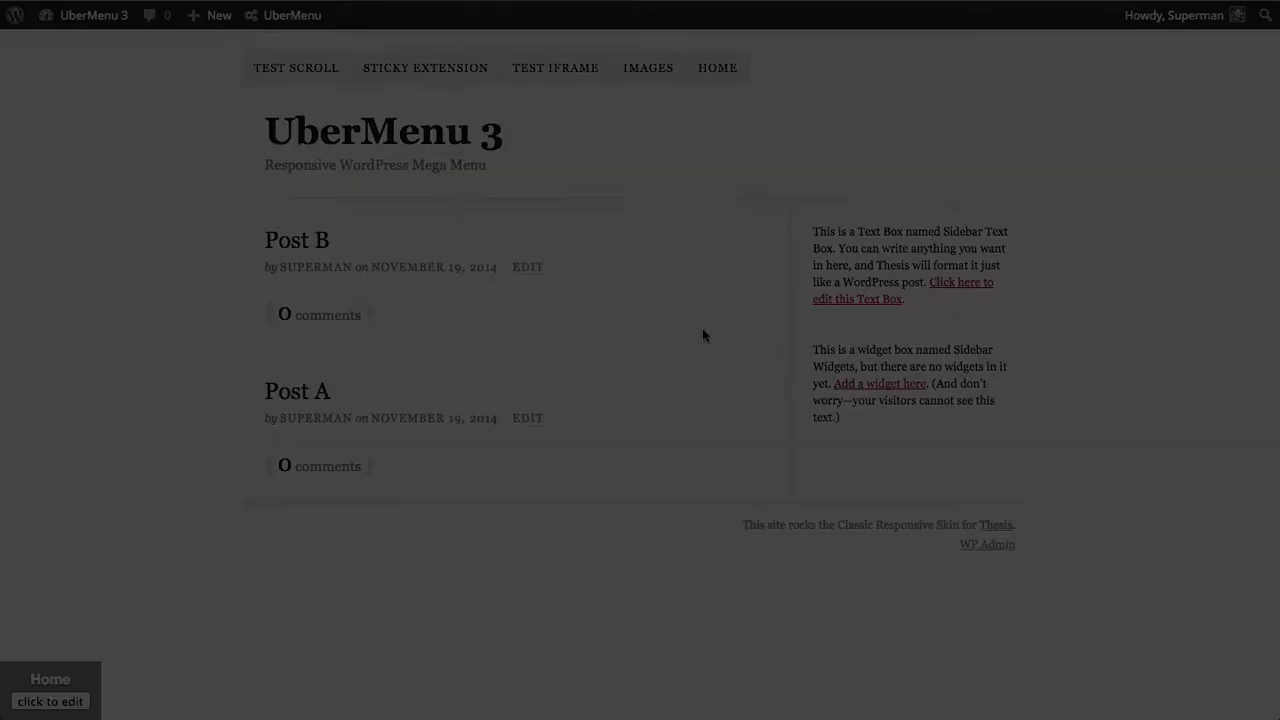 UberMenu 3 0 New UberMenu Howdy, Superman
TEST SCROLL STICKY EXTENSION TEST IFRAME IMAGES HOME
UberMenu 3
Responsive WordPress Mega Menu
Post B
by SUPERMAN on NOVEMBER 19, 2014 EDIT
0 comments
Post A
by SUPERMAN on NOVEMBER 19, 2014 EDIT
0 comments
This is a Text Box named Sidebar Text
Box. You can write anything you want
in here, and Thesis will format it just
like a WordPress post. Click here to
edit this Text Box.
This is a widget box named Sidebar
Widgets, but there are no widgets in it
yet. Add a widget here. (And don't
worry—your visitors cannot see this
text.)
This site rocks the Classic Responsive Skin for Thesis.
WP Admin
Home
click to edit